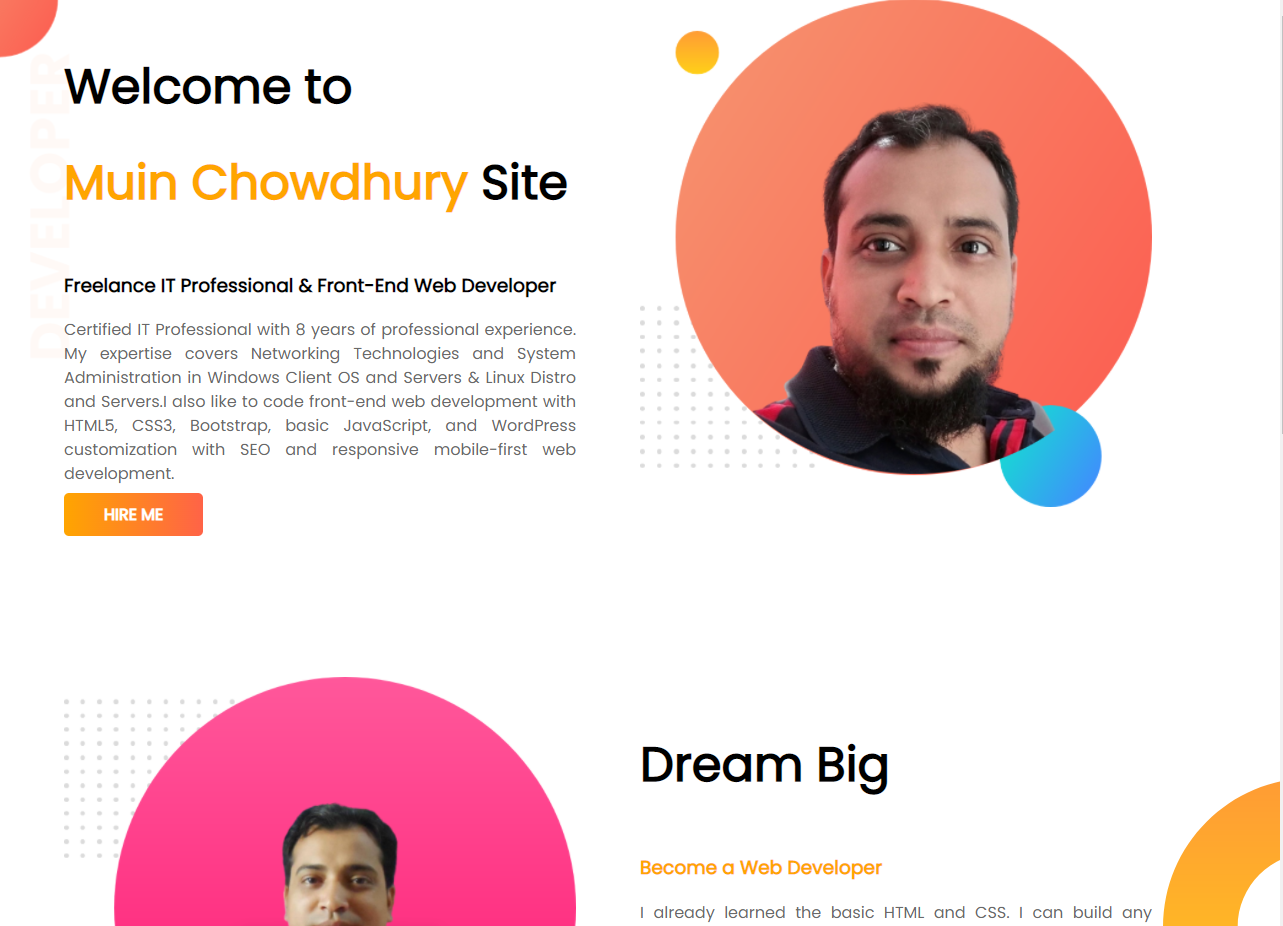 DEVELOPER
Welcome to
Muin Chowdhury Site
Freelance IT Professional & Front-End Web Developer
Certified IT Professional with 8 years of professional experience.
My expertise covers Networking Technologies and System
Administration in Windows Client OS and Servers & Linux Distro
and Servers.I also like to code front-end web development with
HTML5, CSS3, Bootstrap, basic JavaScript, and WordPress
customization with SEO and responsive mobile-first web
development.
HIRE ME
Dream Big
Become a Web Developer
I already learned the basic HTML and CSS. I can build any